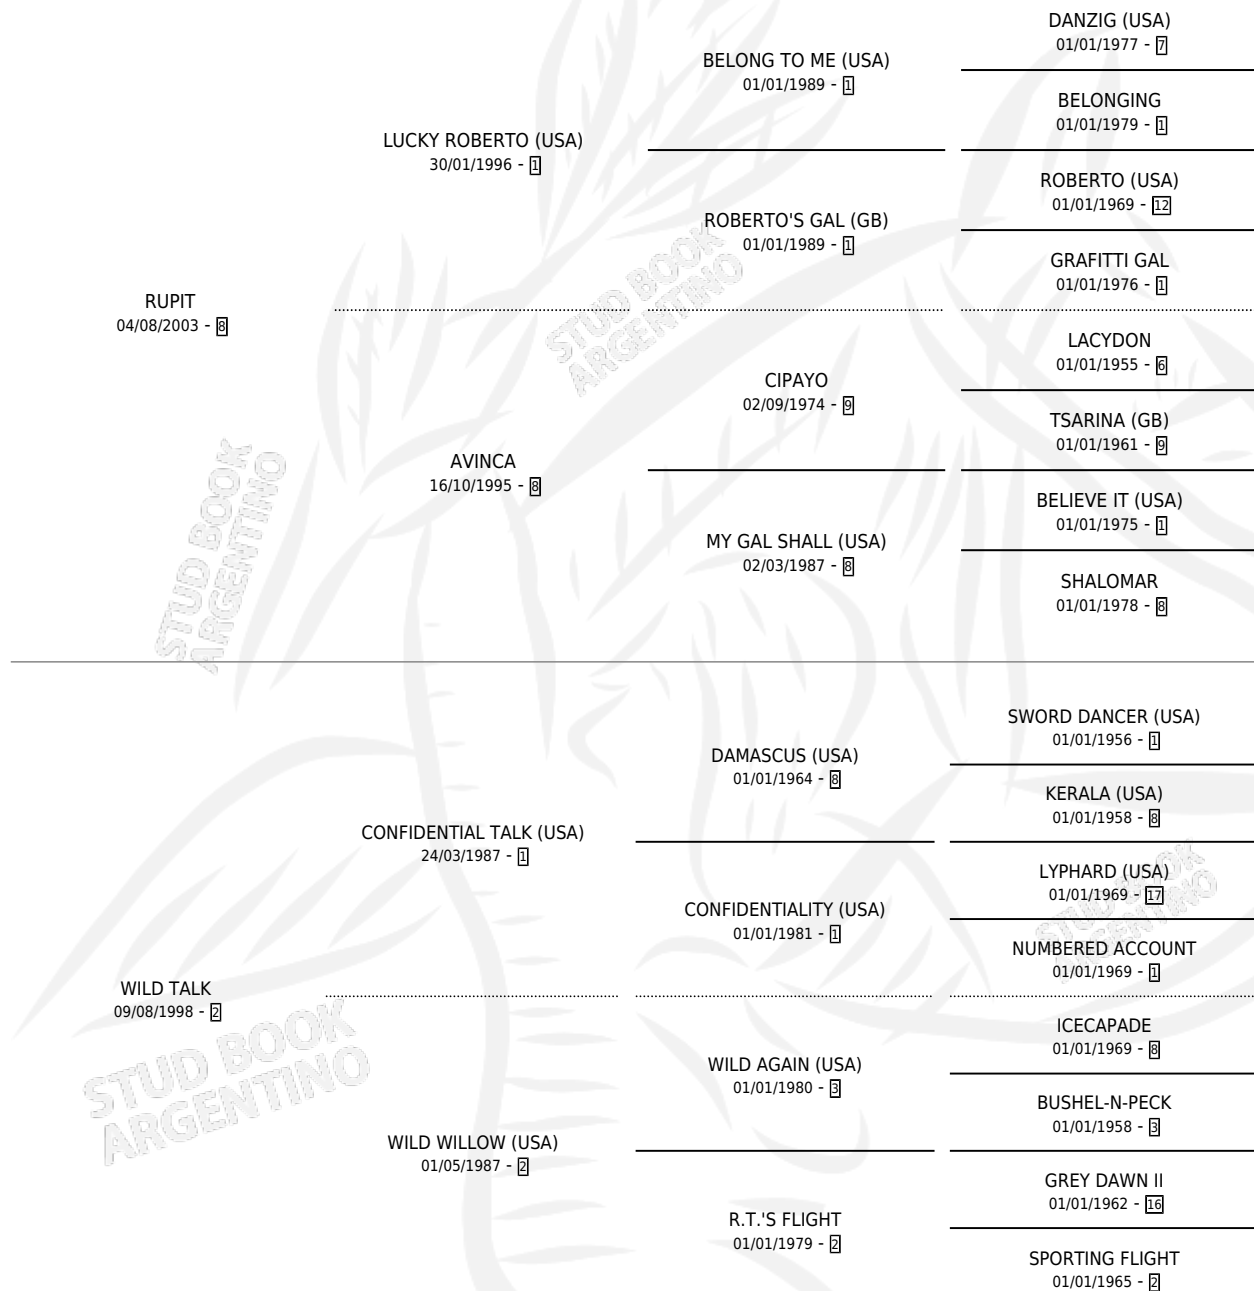 DANZIG (USA)
01/01/1977 - 7
BELONG TO ME (USA)
01/01/1989 - 1
BELONGING
01/01/1979 - 1
LUCKY ROBERTO (USA)
30/01/1996 - 1
ROBERTO (USA)
01/01/1969 - 12
ROBERTO'S GAL (GB)
01/01/1989 - 1
GRAFITTI GAL
01/01/1976 - 1
RUPIT
04/08/2003 - 8
LACYDON
01/01/1955 - 6
CIPAYO
02/09/1974 - 9
TSARINA (GB)
01/01/1961 - 9
AVINCA
16/10/1995 - 8
BELIEVE IT (USA)
01/01/1975 - 1
MY GAL SHALL (USA)
02/03/1987 - 8
SHALOMAR
01/01/1978 - 8
SWORD DANCER (USA)
01/01/1956 - 1
DAMASCUS (USA)
01/01/1964 - 8
KERALA (USA)
01/01/1958 - 8
CONFIDENTIAL TALK (USA)
24/03/1987 - 1
LYPHARD (USA)
01/01/1969 - 17
CONFIDENTIALITY (USA)
01/01/1981 - 1
NUMBERED ACCOUNT
01/01/1969 - 1
WILD TALK
09/08/1998 - 2
ICECAPADE
01/01/1969 - 8
WILD AGAIN (USA)
01/01/1980 - 3
BUSHEL-N-PECK
01/01/1958 - 3
WILD WILLOW (USA)
01/05/1987 - 2
GREY DAWN II
01/01/1962 - 16
R.T.'S FLIGHT
01/01/1979 - 2
SPORTING FLIGHT
01/01/1965 - 2
STUD BOOK
ARGENTINO
STUD BOOK
ARGENTINO
STUD BOOK
ARGENTINO
STUD BOOK
ARGENTINO